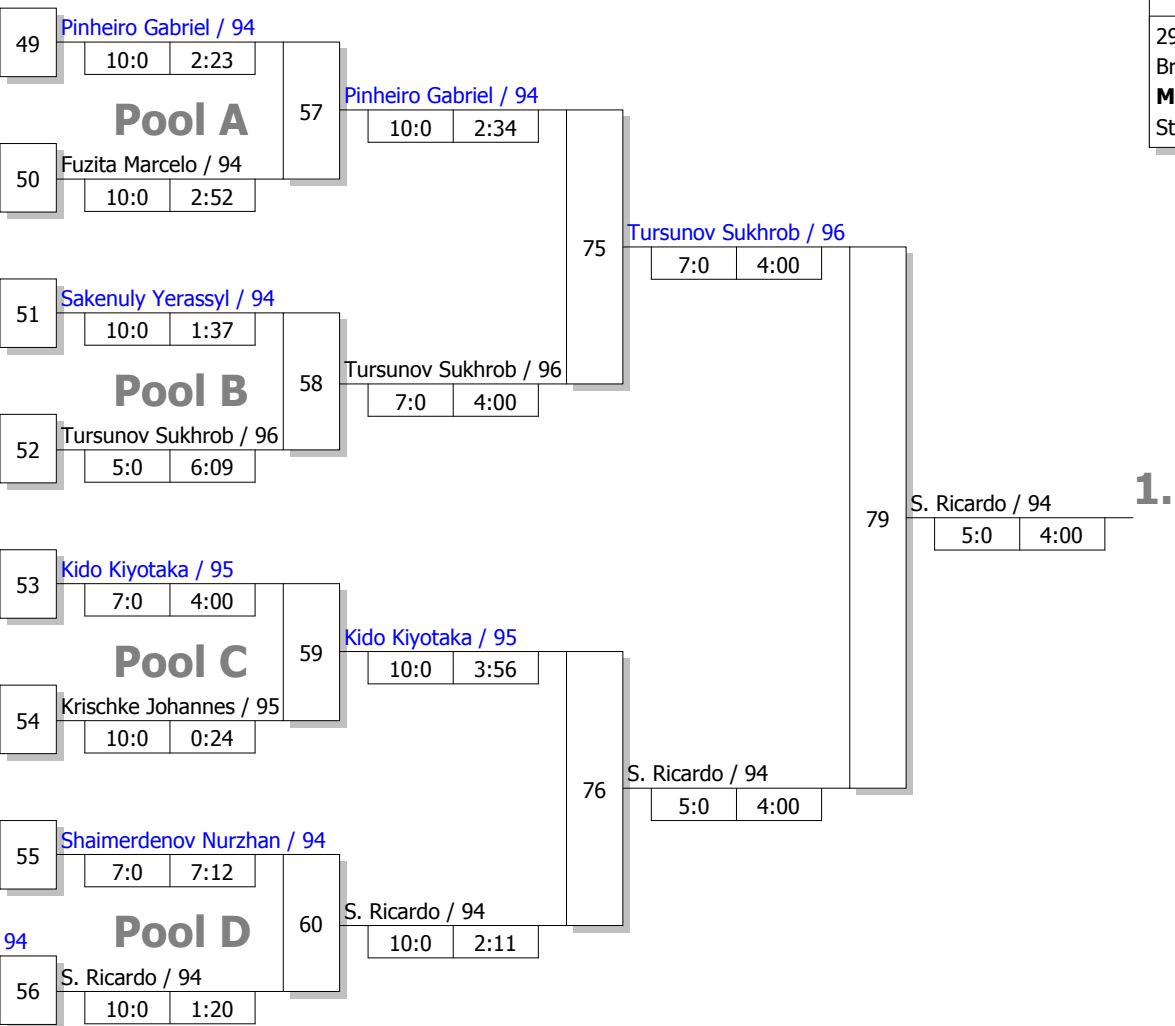 49
Pinheiro Gabriel / 94
10:0 2:23
Pool A
57
Pinheiro Gabriel / 94
10:0 2:34
50
Fuzita Marcelo / 94
10:0 2:52
75
Tursunov Sukhrob / 96
7:0 4:00
51
Sakenuly Yerassyl / 94
10:0 1:37
Pool B
58
Tursunov Sukhrob / 96
7:0 4:00
52
Tursunov Sukhrob / 96
5:0 6:09
79
S. Ricardo / 94
5:0 4:00
1.
53
Kido Kiyotaka / 95
7:0 4:00
Pool C
59
Kido Kiyotaka / 95
10:0 3:56
54
Krischke Johannes / 95
10:0 0:24
76
S. Ricardo / 94
5:0 4:00
55
Shaimerdenov Nurzhan / 94
7:0 7:12
Pool D
60
S. Ricardo / 94
10:0 2:11
94
56
S. Ricardo / 94
10:0 1:20
29
Br
M
St